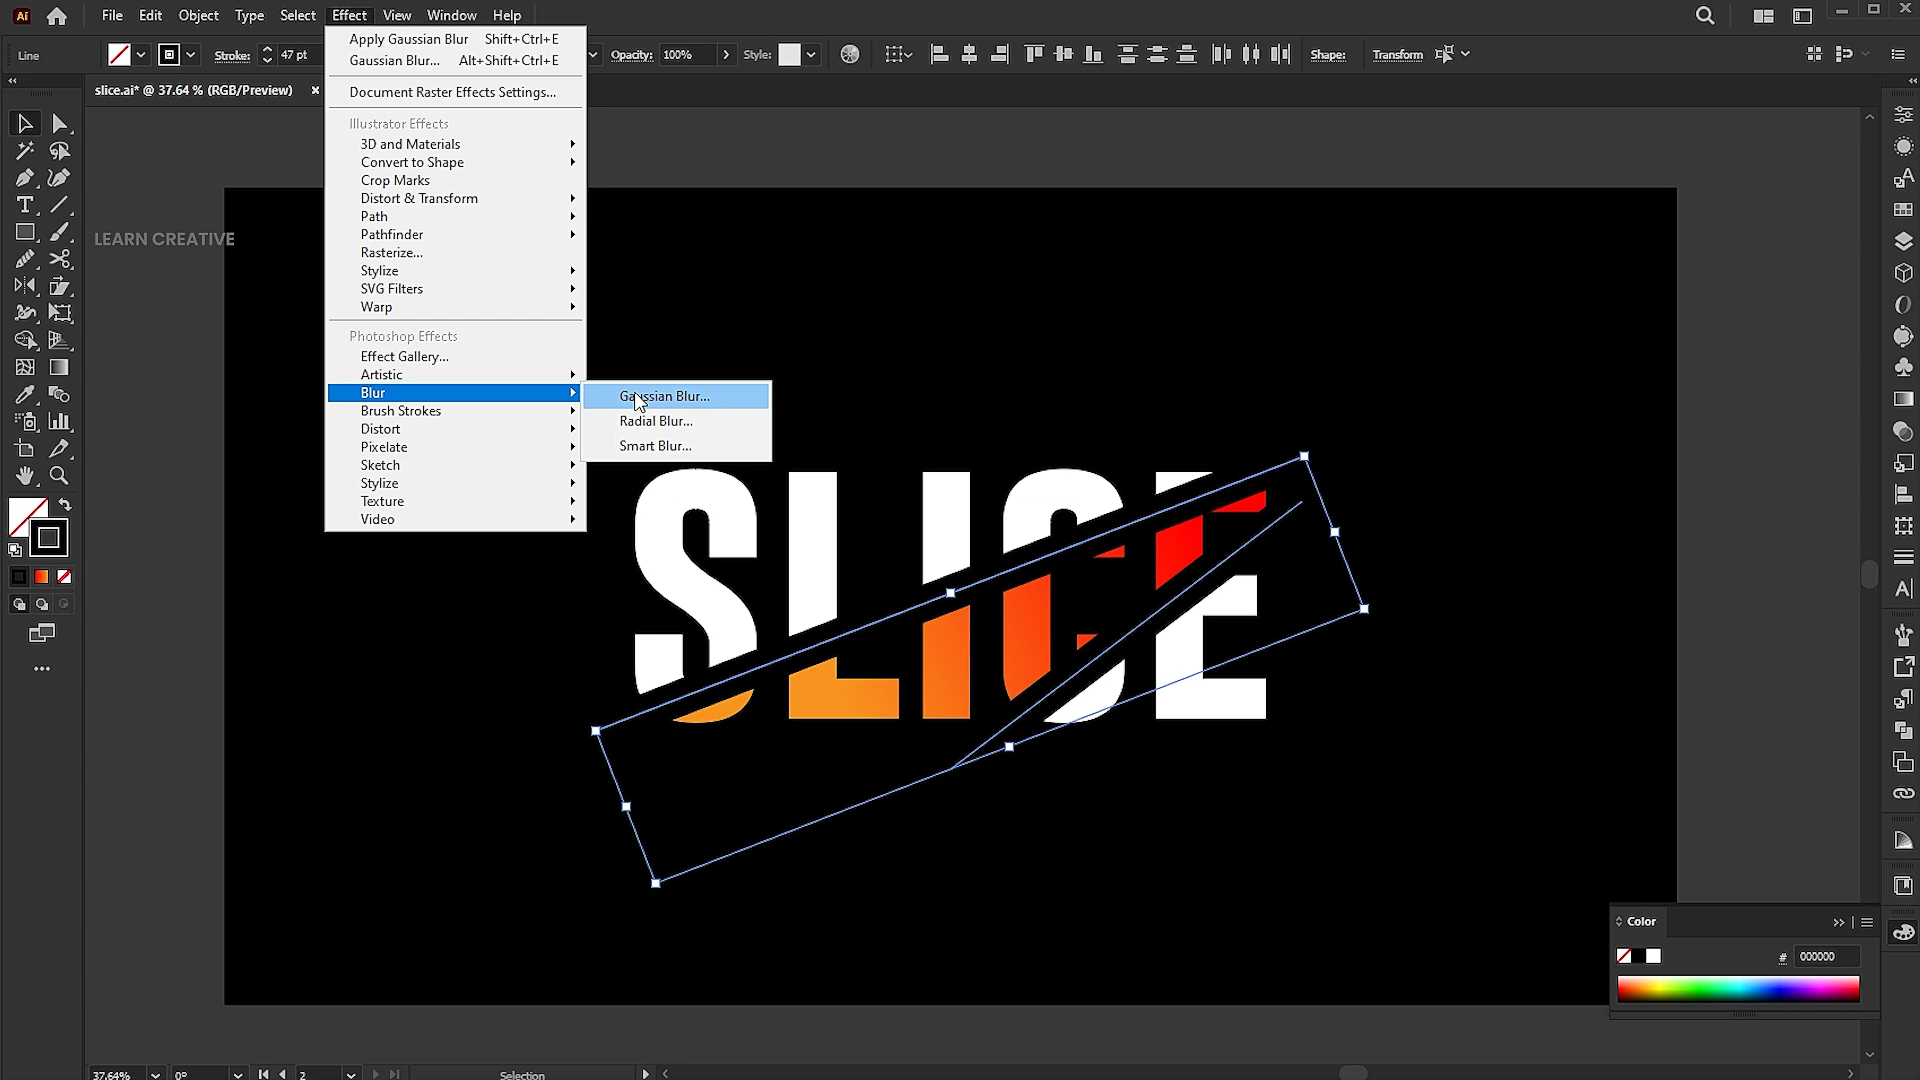 Ai File Edit Object Type Select Effect View Window Help
Line Stroke: 47 pt Opacity: 100% Style: Shape: Transform
slice.ai* @ 37.64 % (RGB/Preview) ×
Apply Gaussian Blur Shift+Ctrl+E
Gaussian Blur... Alt+Shift+Ctrl+E
Document Raster Effects Settings...
Illustrator Effects
3D and Materials
Convert to Shape
Crop Marks
Distort & Transform
Path
Pathfinder
Rasterize...
Stylize
SVG Filters
Warp
Photoshop Effects
Effect Gallery...
Artistic
Blur
Brush Strokes
Distort
Pixelate
Sketch
Stylize
Texture
Video
Gaussian Blur...
Radial Blur...
Smart Blur...
LEARN CREATIVE
SLICE
Color
# 000000
37.64% 0° 2 Selection